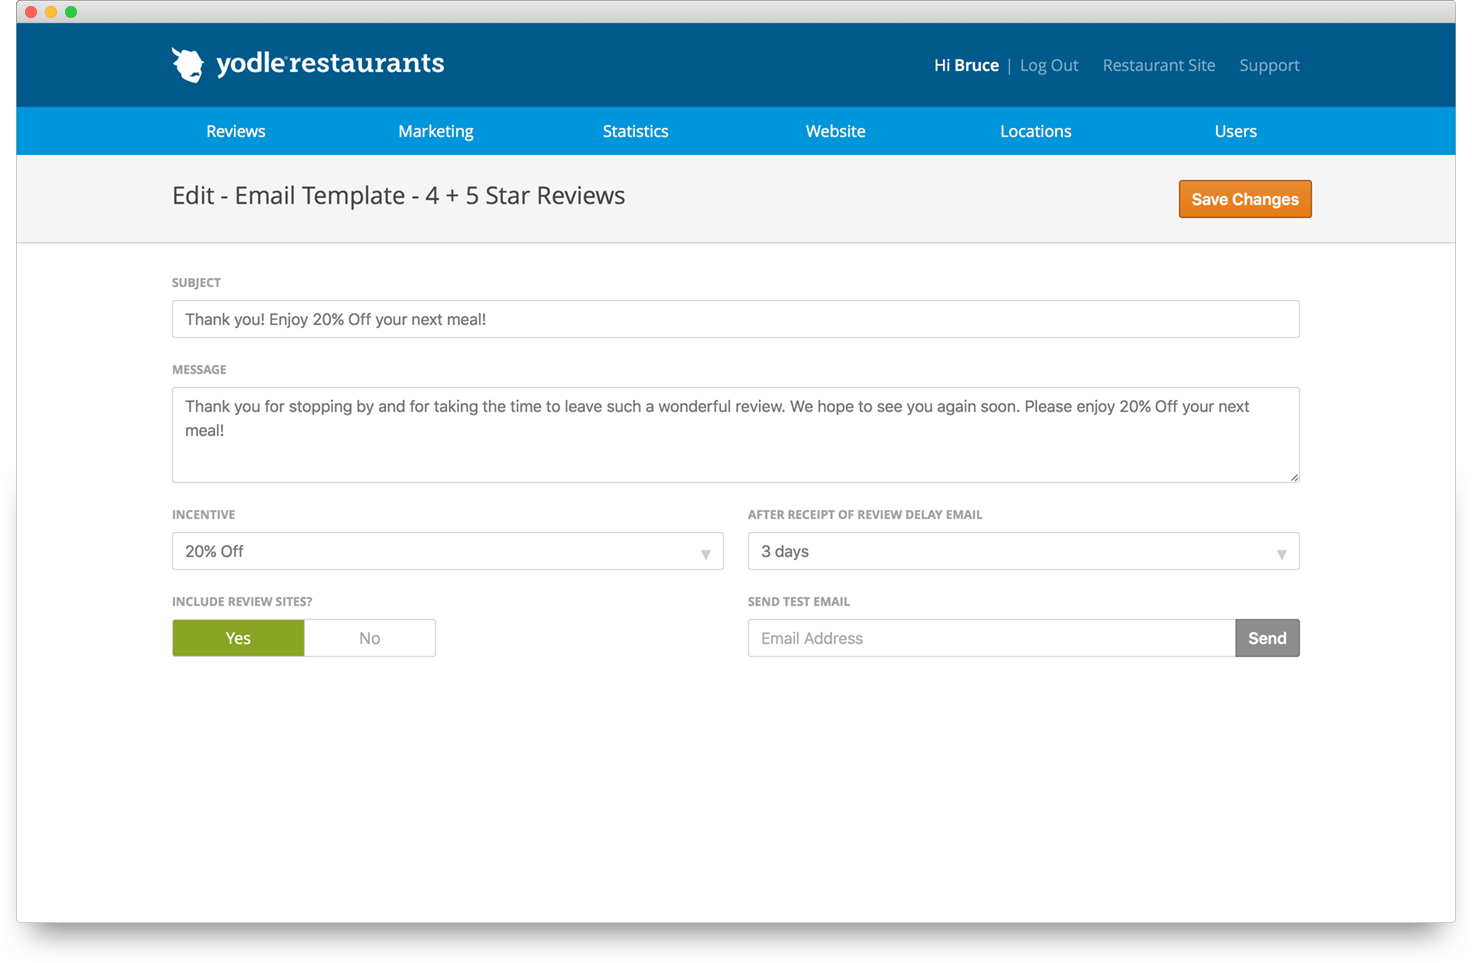 yodle restaurants
Hi Bruce | Log Out Restaurant Site Support
Reviews Marketing Statistics Website Locations Users
Edit - Email Template - 4 + 5 Star Reviews
Save Changes
SUBJECT
Thank you! Enjoy 20% Off your next meal!
MESSAGE
Thank you for stopping by and for taking the time to leave such a wonderful review. We hope to see you again soon. Please enjoy 20% Off your next
meal!
INCENTIVE
20% Off
AFTER RECEIPT OF REVIEW DELAY EMAIL
3 days
INCLUDE REVIEW SITES?
Yes No
SEND TEST EMAIL
Email Address
Send